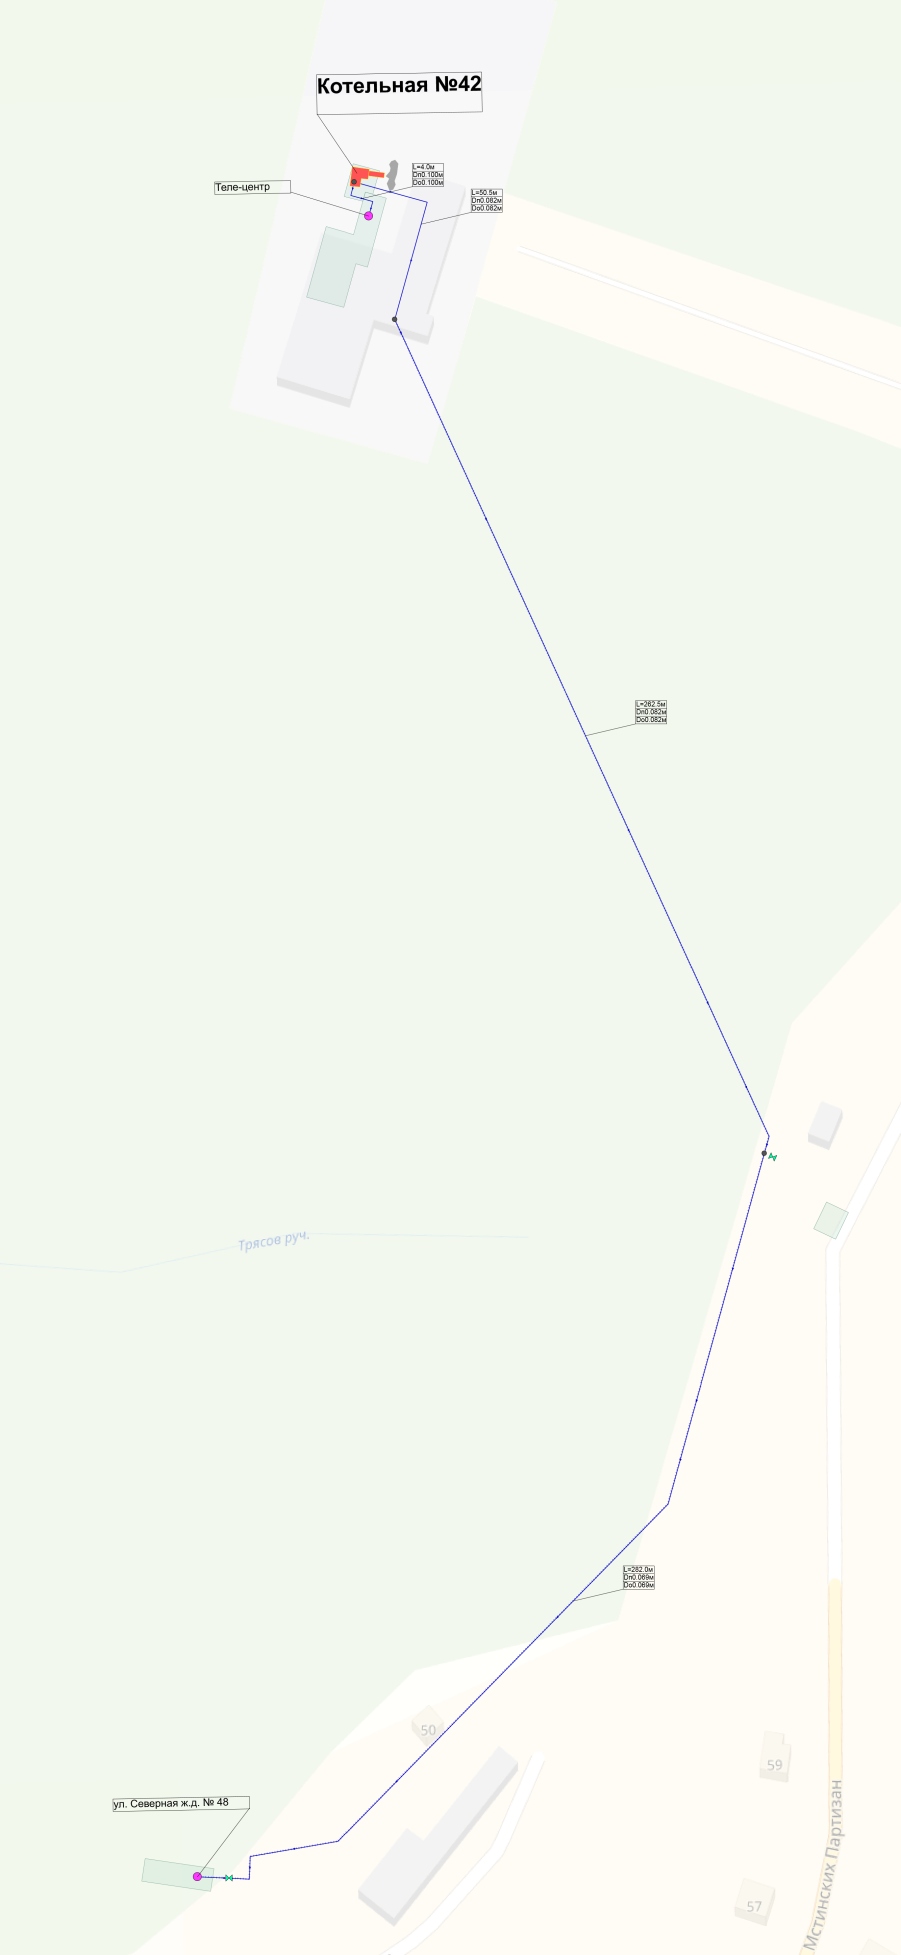 Котельная №42
L=4.0м
Dп0.100м
Dо0.100м
Теле-центр
L=50.5м
Dп0.082м
Dо0.082м
L=262.5м
Dп0.082м
Dо0.082м
Трясов руч.
L=282.0м
Dп0.069м
Dо0.069м
50
59
ул. Северная ж.д. № 48
Мстинских Партизан
57